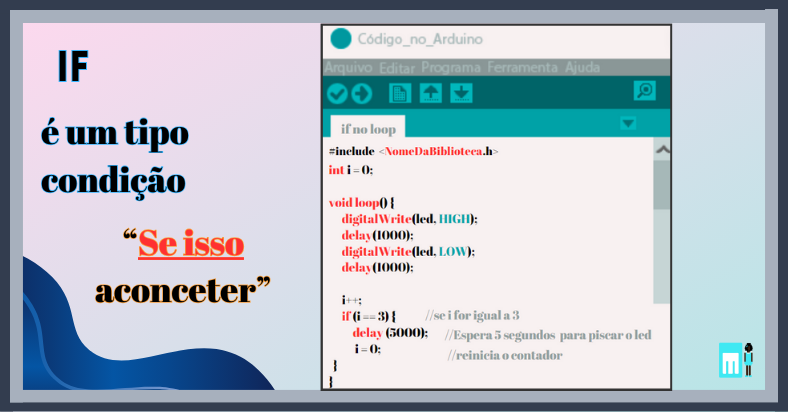 IF
é um tipo
condição
“Se isso
aconceter”
Código_no_Arduino
Arquivo Editar Programa Ferramenta Ajuda
if no loop
#include <NomeDaBiblioteca.h>
int i = 0;
void loop() {
digitalWrite(led, HIGH);
delay(1000);
digitalWrite(led, LOW);
delay(1000);
i++;
if (i == 3) { //se i for igual a 3
delay (5000); //Espera 5 segundos para piscar o led
i = 0; //reinicia o contador
}
}
m